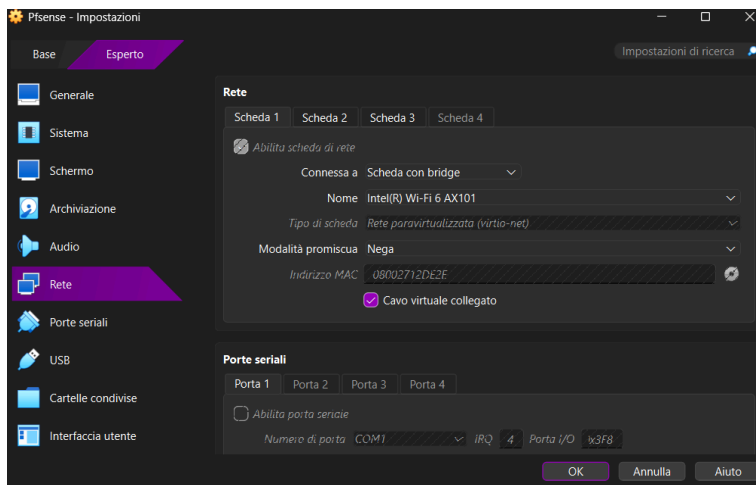 Pfsense - Impostazioni
Base Esperto Impostazioni di ricerca
Generale
Sistema
Schermo
Archiviazione
Audio
Rete
Porte seriali
USB
Cartelle condivise
Interfaccia utente
Rete
Scheda 1 Scheda 2 Scheda 3 Scheda 4
Abilita scheda di rete
Connessa a Scheda con bridge
Nome Intel(R) Wi-Fi 6 AX101
Tipo di scheda Rete paravirtualizzata (virtio-net)
Modalità promiscua Nega
Indirizzo MAC 08002712DE2E
Cavo virtuale collegato
Porte seriali
Porta 1 Porta 2 Porta 3 Porta 4
Abilita porta seriale
Numero di porta COM1 IRQ 4 Porta I/O 0x3F8
OK Annulla Aiuto